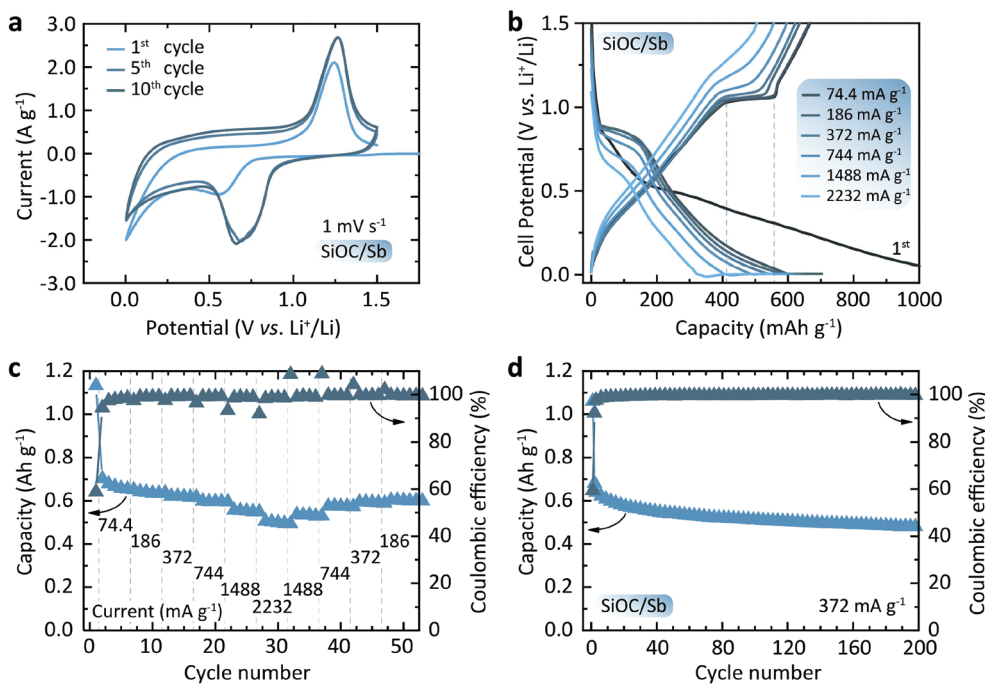 a
3.0
2.0
1.0
0.0
-1.0
-2.0
-3.0
Current (A g⁻¹)
1ˢᵗ cycle
5ᵗʰ cycle
10ᵗʰ cycle
1 mV s⁻¹
SiOC/Sb
0.0 0.5 1.0 1.5
Potential (V vs. Li⁺/Li)
b
1.5
1.0
0.5
0.0
Cell Potential (V vs. Li⁺/Li)
SiOC/Sb
74.4 mA g⁻¹
186 mA g⁻¹
372 mA g⁻¹
744 mA g⁻¹
1488 mA g⁻¹
2232 mA g⁻¹
1ˢᵗ
0 200 400 600 800 1000
Capacity (mAh g⁻¹)
c
1.2
1.0
0.8
0.6
0.4
0.2
0.0
Capacity (Ah g⁻¹)
74.4
186
372
744
1488
2232
1488
744
372
186
Current (mA g⁻¹)
100
80
60
40
20
0
Coulombic efficiency (%)
0 10 20 30 40 50
Cycle number
d
1.2
1.0
0.8
0.6
0.4
0.2
0.0
Capacity (Ah g⁻¹)
SiOC/Sb
372 mA g⁻¹
100
80
60
40
20
0
Coulombic efficiency (%)
0 40 80 120 160 200
Cycle number